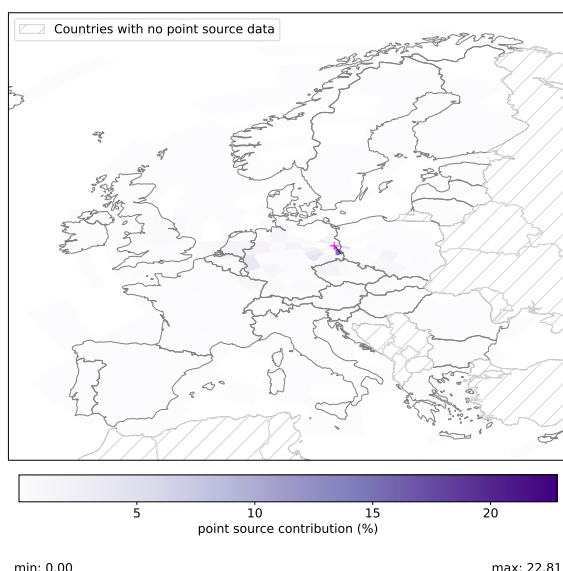 Countries with no point source data
5 10 15 20
point source contribution (%)
min: 0.00 max: 22.81